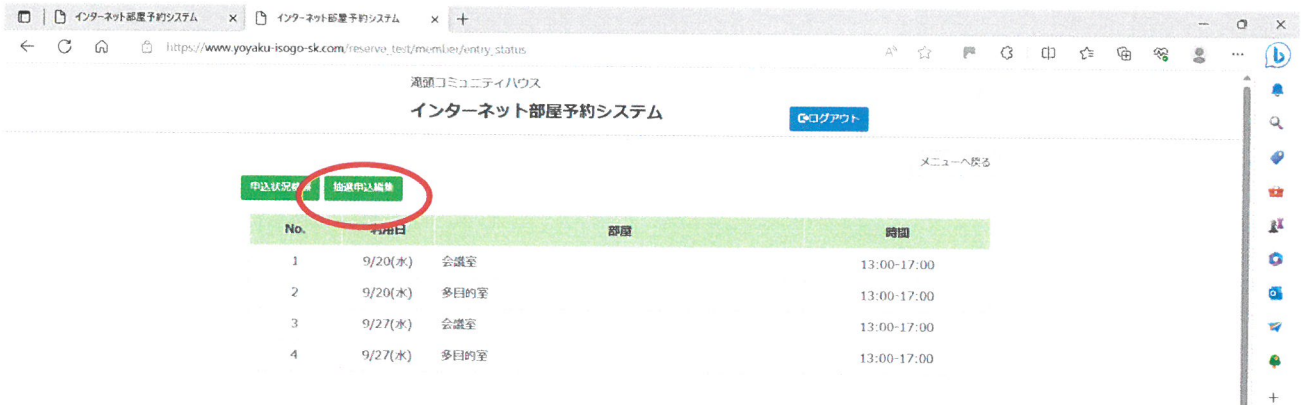 インターネット部屋予約システム
インターネット部屋予約システム
https://www.yoyaku-isogo-sk.com/reserve_test/member/entry_status
滝頭コミュニティハウス
インターネット部屋予約システム
ログアウト
メニューへ戻る
申込状況 抽選申込編集
No. 利用日 部屋 時間
1 9/20(水) 会議室 13:00-17:00
2 9/20(水) 多目的室 13:00-17:00
3 9/27(水) 会議室 13:00-17:00
4 9/27(水) 多目的室 13:00-17:00